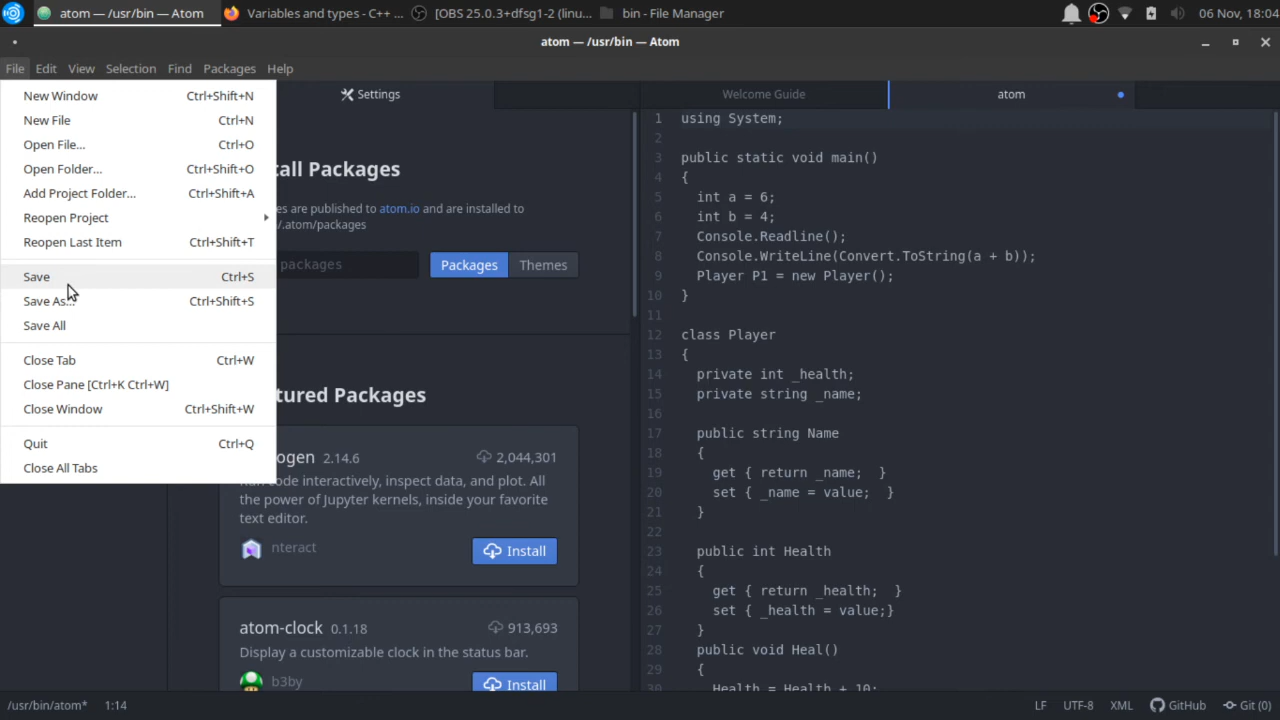 atom — /usr/bin — Atom
Variables and types - C++ ...
[OBS 25.0.3+dfsg1-2 (linu...
bin - File Manager
06 Nov, 18:04
atom — /usr/bin — Atom
File Edit View Selection Find Packages Help
New Window Ctrl+Shift+N
New File Ctrl+N
Open File... Ctrl+O
Open Folder... Ctrl+Shift+O
Add Project Folder... Ctrl+Shift+A
Reopen Project
Reopen Last Item Ctrl+Shift+T
Save Ctrl+S
Save As... Ctrl+Shift+S
Save All
Close Tab Ctrl+W
Close Pane [Ctrl+K Ctrl+W]
Close Window Ctrl+Shift+W
Quit Ctrl+Q
Close All Tabs
Settings
tall Packages
es are published to atom.io and are installed to
/.atom/packages
packages
Packages Themes
tured Packages
ogen 2.14.6 2,044,301
code interactively, inspect data, and plot. All
the power of Jupyter kernels, inside your favorite
text editor.
nteract Install
atom-clock 0.1.18 913,693
Display a customizable clock in the status bar.
b3by Install
Welcome Guide atom
1 using System;
2
3 public static void main()
4 {
5 int a = 6;
6 int b = 4;
7 Console.Readline();
8 Console.WriteLine(Convert.ToString(a + b));
9 Player P1 = new Player();
10 }
11
12 class Player
13 {
14 private int _health;
15 private string _name;
16
17 public string Name
18 {
19 get { return _name;  }
20 set { _name = value;  }
21 }
22
23 public int Health
24 {
25 get { return _health;  }
26 set { _health = value;}
27 }
28 public void Heal()
29 {
30 Health = Health + 10;
/usr/bin/atom* 1:14
LF UTF-8 XML GitHub Git (0)